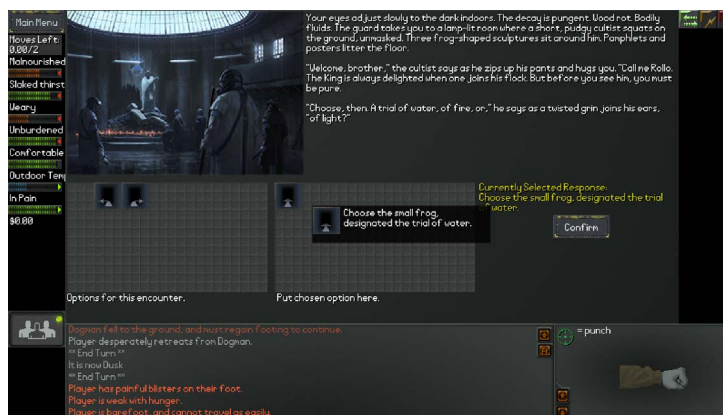 Main Menu
Moves Left:
0.00/2
Malnourished
Slaked thirst
Weary
Unburdened
Comfortable
Outdoor Tem
In Pain
$0.00
Your eyes adjust slowly to the dark indoors. The decay is pungent. Wood rot. Bodily
fluids. The guard takes you to a lamp-lit room where a short, pudgy cultist squats on
the ground, unmasked. Three frog-shaped sculptures sit around him. Pamphlets and
posters litter the floor.
"Welcome, brother," the cultist says as he zips up his pants and hugs you. "Call me Rollo.
The King is always delighted when one joins his flock. But before you see him, you must
be pure.
"Choose, then. A trial of water, of fire, or," he says as a twisted grin joins his ears,
"of light?"
Currently Selected Response:
Choose the small frog, designated the trial
of water.
Choose the small frog,
designated the trial of water.
Confirm
Options for this encounter.
Put chosen option here.
Dogman fell to the ground, and must regain footing to continue.
Player desperately retreats from Dogman.
** End Turn **
It is now Dusk
** End Turn **
Player has painful blisters on their foot.
Player is weak with hunger.
Player is barefoot, and cannot travel as easily.
= punch